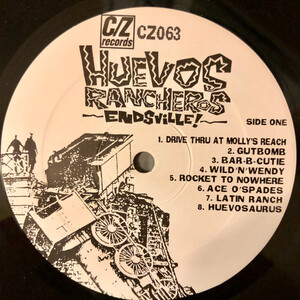 C/Z
records
CZ063
HUEVOS
RANCHEROS
ENDSVILLE!
SIDE ONE
1. DRIVE THRU AT MOLLY'S REACH
2. GUTBOMB
3. BAR-B-CUTIE
4. WILD 'N' WENDY
5. ROCKET TO NOWHERE
6. ACE O'SPADES
7. LATIN RANCH
8. HUEVOSAURUS